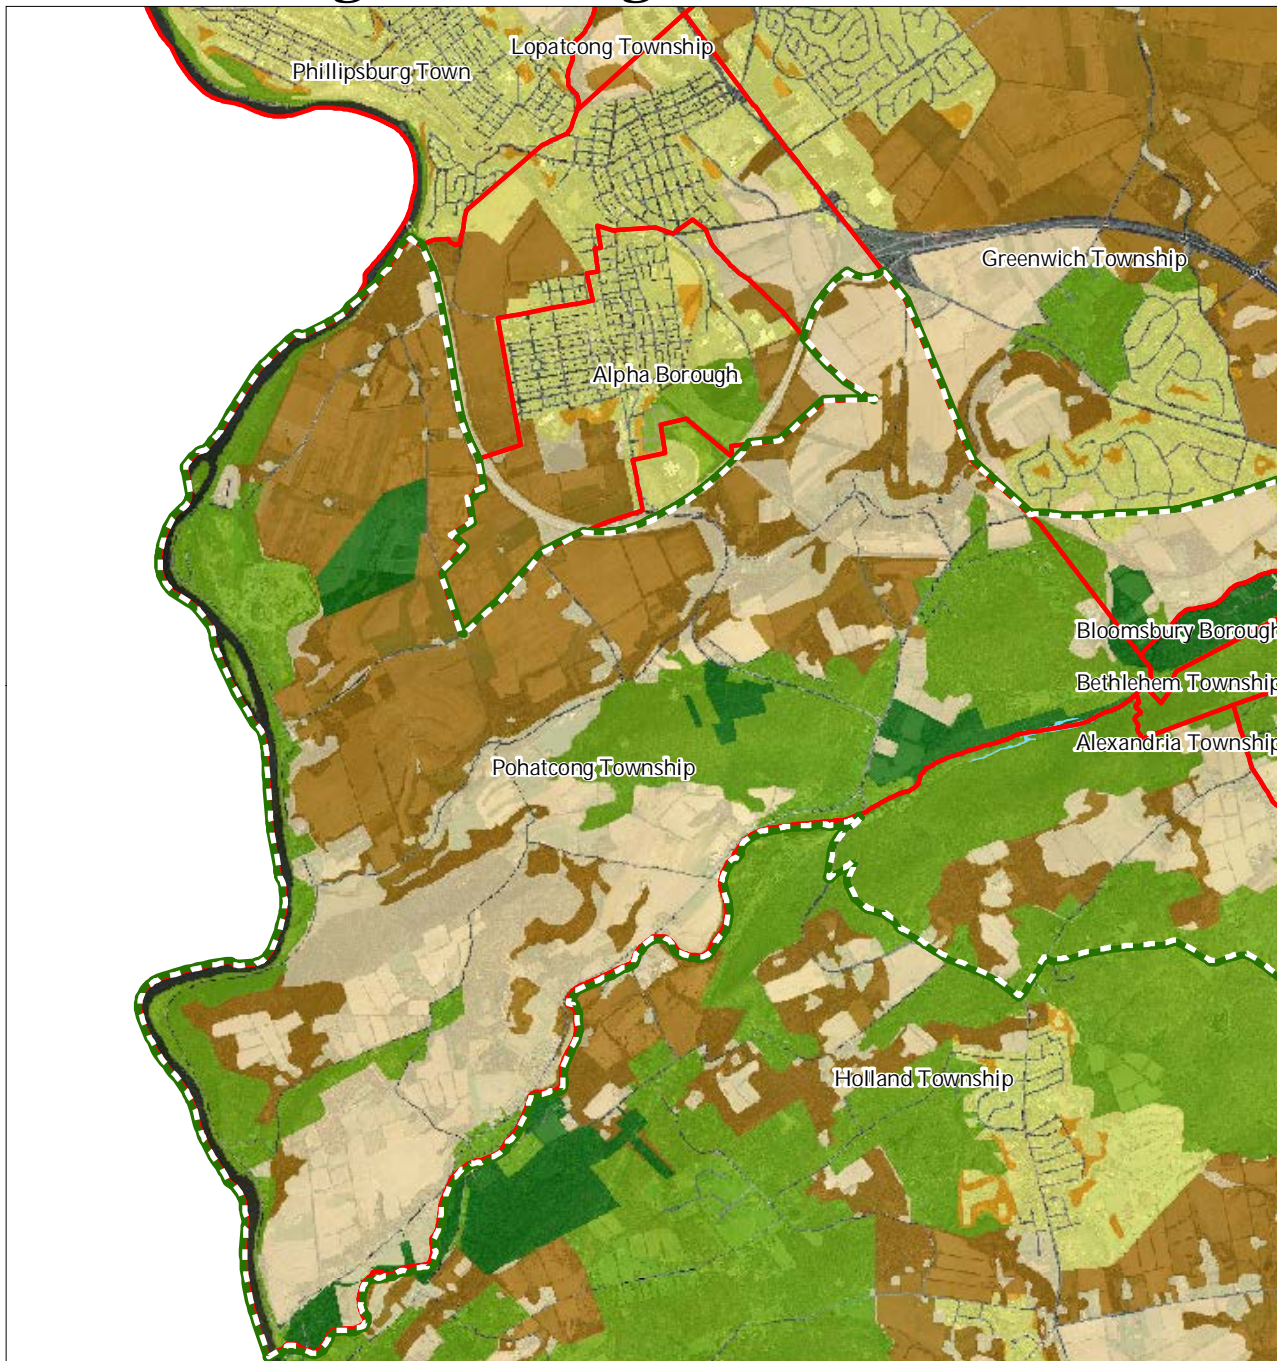 Lopatcong Township
Phillipsburg Town
Greenwich Township
Alpha Borough
Bloomsbury Borough
Bethlehem Township
Alexandria Township
Pohatcong Township
Holland Township